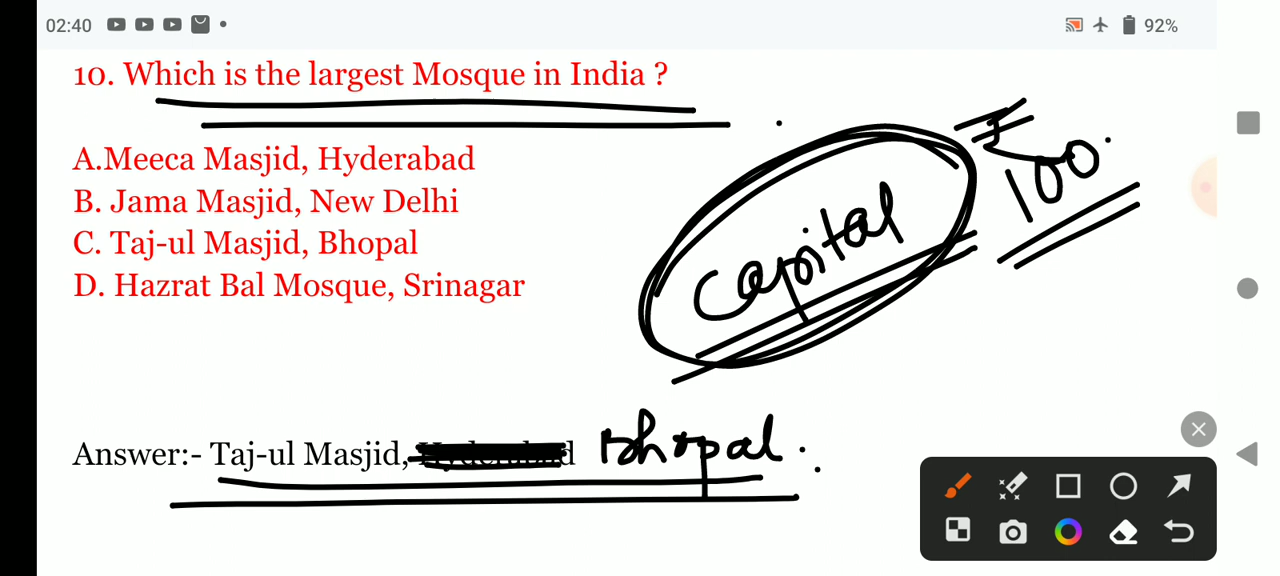 02:40
92%
10. Which is the largest Mosque in India ?
A.Meeca Masjid, Hyderabad
B. Jama Masjid, New Delhi
C. Taj-ul Masjid, Bhopal
D. Hazrat Bal Mosque, Srinagar
capital
₹100.
Answer:- Taj-ul Masjid, Hyderabad Bhopal.